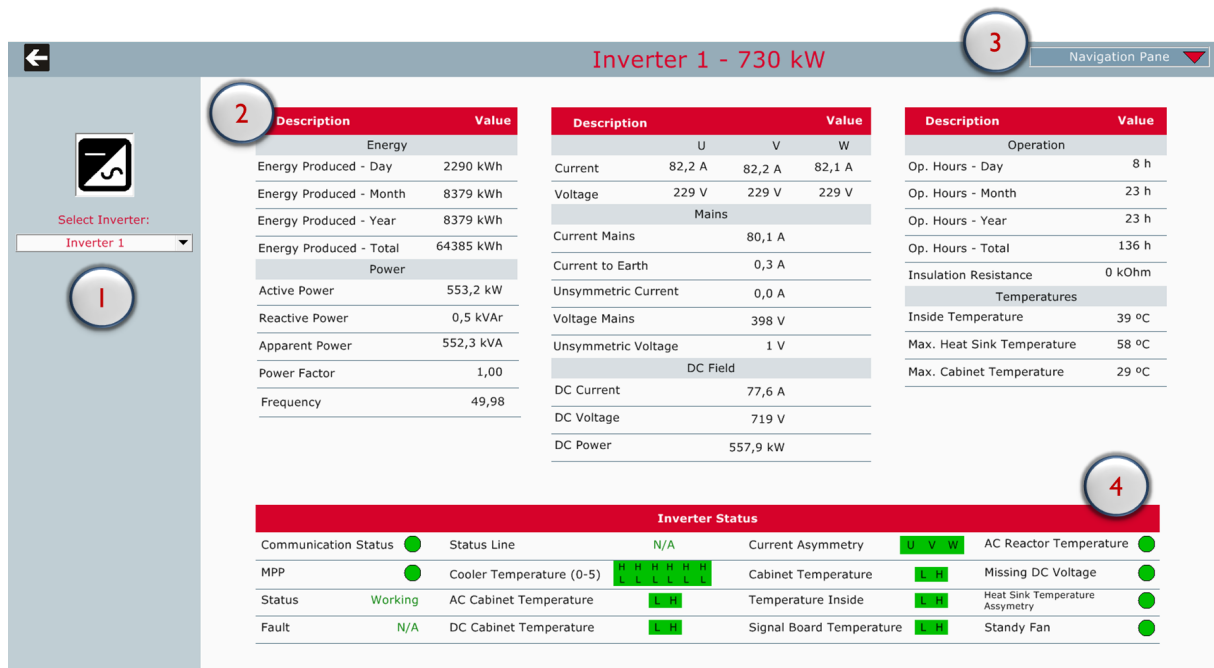 3
Inverter 1 - 730 kW
Navigation Pane
Select Inverter:
Inverter 1
1
2
Description Value
Energy
Energy Produced - Day 2290 kWh
Energy Produced - Month 8379 kWh
Energy Produced - Year 8379 kWh
Energy Produced - Total 64385 kWh
Power
Active Power 553,2 kW
Reactive Power 0,5 kVAr
Apparent Power 552,3 kVA
Power Factor 1,00
Frequency 49,98
Description Value
U V W
Current 82,2 A 82,2 A 82,1 A
Voltage 229 V 229 V 229 V
Mains
Current Mains 80,1 A
Current to Earth 0,3 A
Unsymmetric Current 0,0 A
Voltage Mains 398 V
Unsymmetric Voltage 1 V
DC Field
DC Current 77,6 A
DC Voltage 719 V
DC Power 557,9 kW
Description Value
Operation
Op. Hours - Day 8 h
Op. Hours - Month 23 h
Op. Hours - Year 23 h
Op. Hours - Total 136 h
Insulation Resistance 0 kOhm
Temperatures
Inside Temperature 39 ºC
Max. Heat Sink Temperature 58 ºC
Max. Cabinet Temperature 29 ºC
4
Inverter Status
Communication Status
MPP
Status Working
Fault N/A
Status Line N/A
Cooler Temperature (0-5) H H H H H H
L L L L L L
AC Cabinet Temperature L H
DC Cabinet Temperature L H
Current Asymmetry U V W
Cabinet Temperature L H
Temperature Inside L H
Signal Board Temperature L H
AC Reactor Temperature
Missing DC Voltage
Heat Sink Temperature
Assymetry
Standy Fan